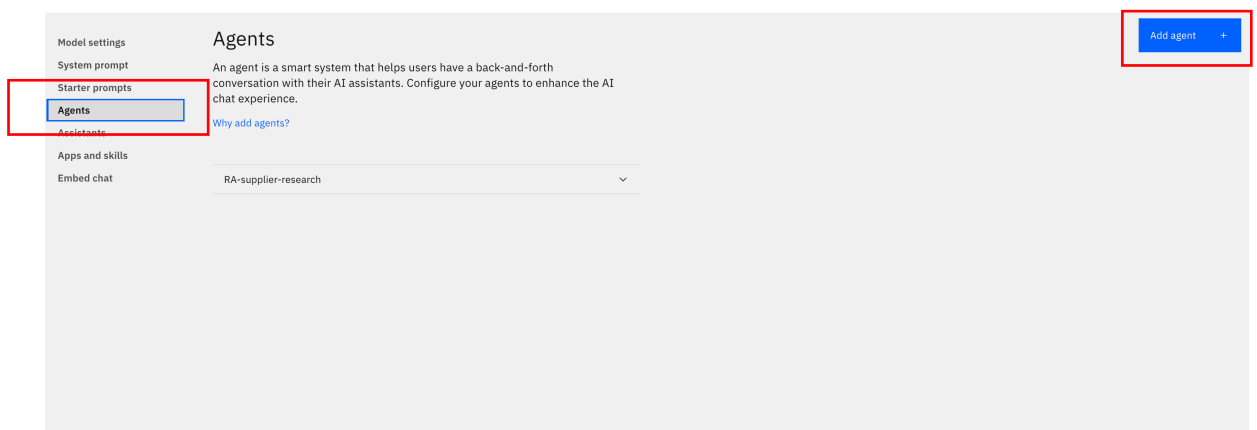 Model settings
System prompt
Starter prompts
Agents
Assistants
Apps and skills
Embed chat
Agents
An agent is a smart system that helps users have a back-and-forth
conversation with their AI assistants. Configure your agents to enhance the AI
chat experience.
Why add agents?
RA-supplier-research
Add agent +